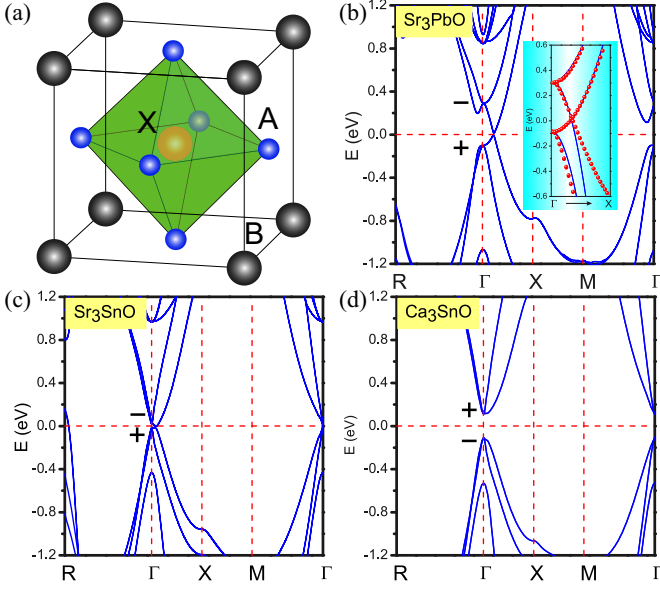 (a)
X
A
B
(b)
Sr₃PbO
E (eV)
1.2
0.8
0.4
0.0
-0.4
-0.8
-1.2
−
+
R
Γ
X
M
Γ
E (eV)
0.6
0.4
0.2
0.0
-0.2
-0.4
-0.6
Γ → X
(c)
Sr₃SnO
E (eV)
1.2
0.8
0.4
0.0
-0.4
-0.8
-1.2
−
+
R
Γ
X
M
Γ
(d)
Ca₃SnO
E (eV)
1.2
0.8
0.4
0.0
-0.4
-0.8
-1.2
+
−
R
Γ
X
M
Γ